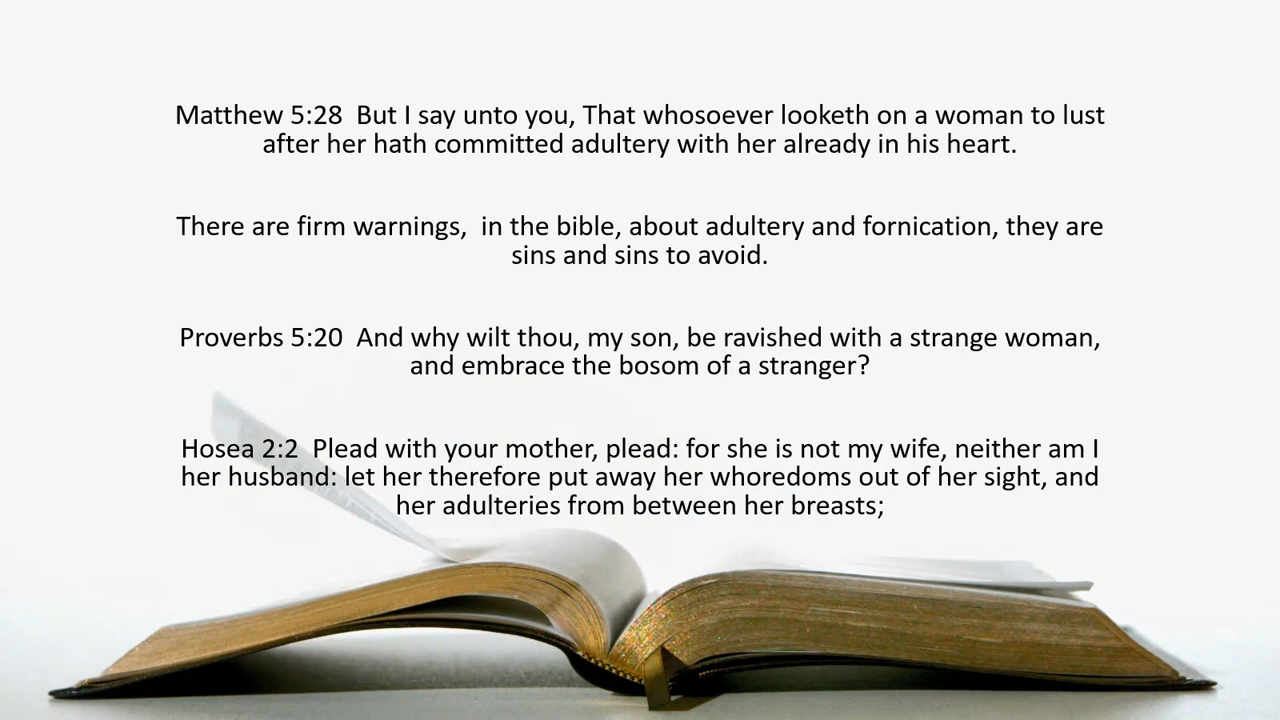 Matthew 5:28  But I say unto you, That whosoever looketh on a woman to lust
after her hath committed adultery with her already in his heart.
There are firm warnings,  in the bible, about adultery and fornication, they are
sins and sins to avoid.
Proverbs 5:20  And why wilt thou, my son, be ravished with a strange woman,
and embrace the bosom of a stranger?
Hosea 2:2  Plead with your mother, plead: for she is not my wife, neither am I
her husband: let her therefore put away her whoredoms out of her sight, and
her adulteries from between her breasts;